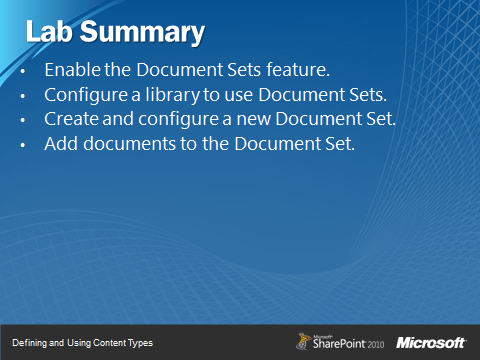 Lab Summary
• Enable the Document Sets feature.
• Configure a library to use Document Sets.
• Create and configure a new Document Set.
• Add documents to the Document Set.
Defining and Using Content Types
Microsoft
SharePoint 2010
Microsoft